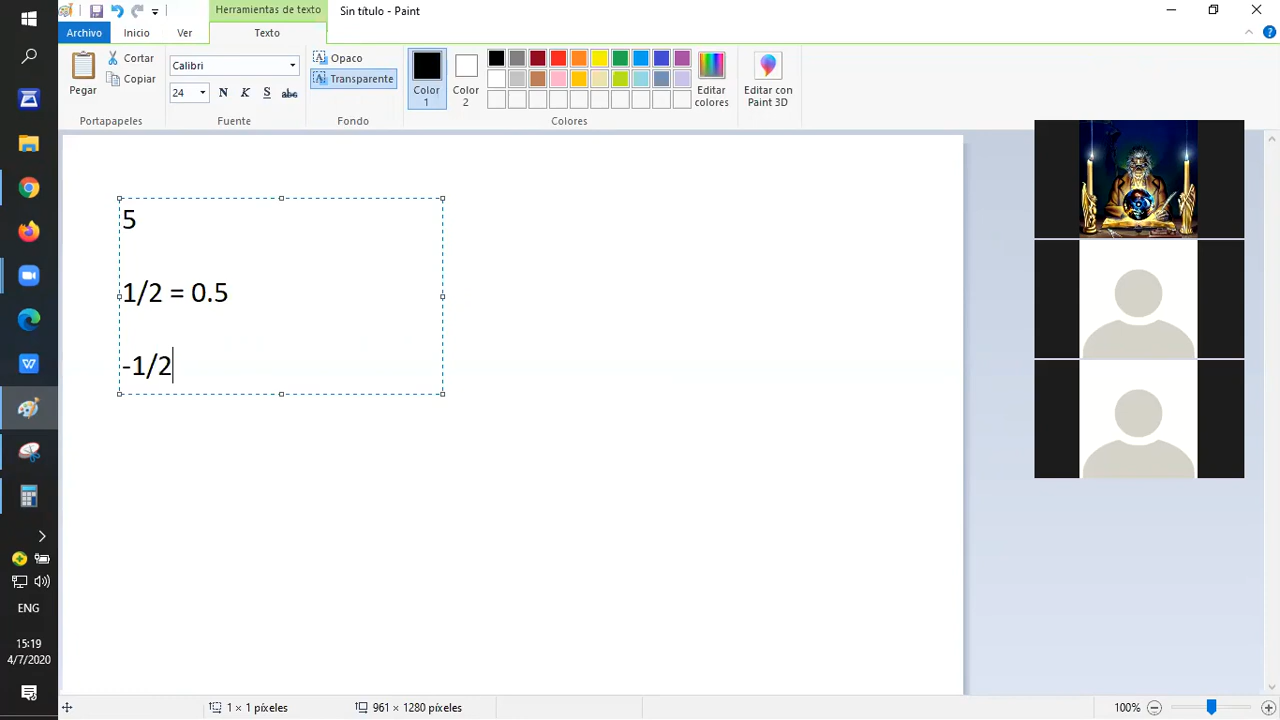 Herramientas de texto
Sin título - Paint
Archivo
Inicio
Ver
Texto
Pegar
Cortar
Copiar
Portapapeles
Calibri
24
N K S abc
Fuente
Opaco
Transparente
Fondo
Color 1
Color 2
Editar colores
Colores
Editar con Paint 3D
5
1/2 = 0.5
-1/2
ENG
15:19
4/7/2020
1 × 1 píxeles
961 × 1280 píxeles
100%